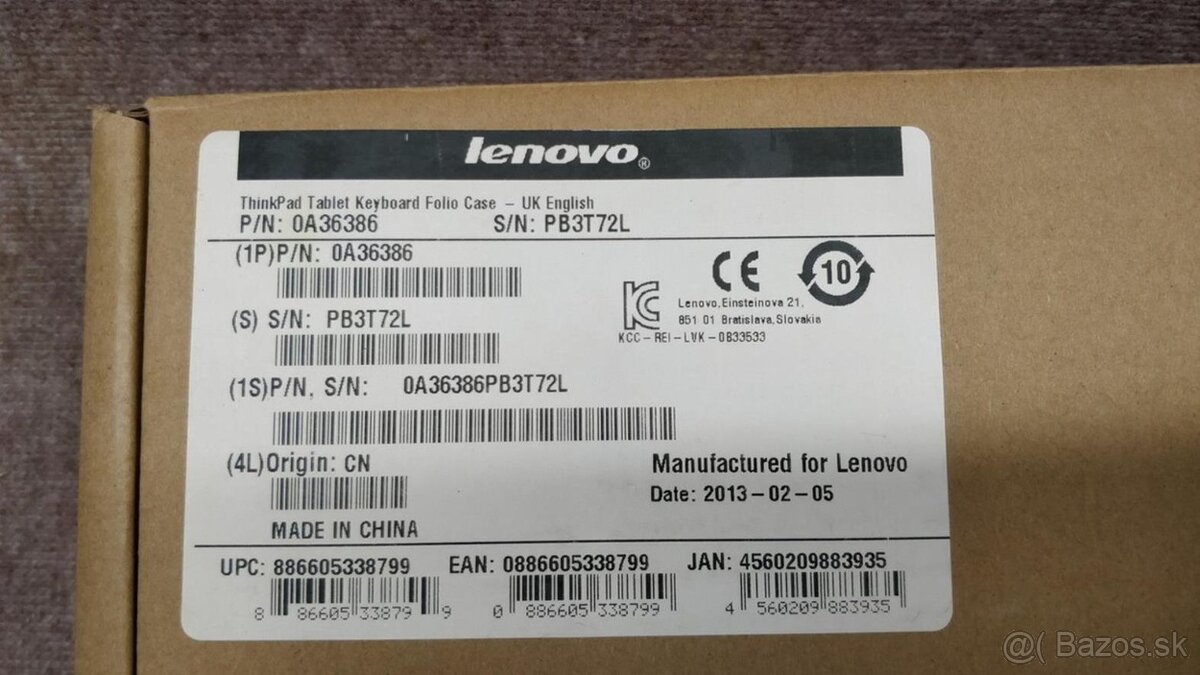 lenovo®
ThinkPad Tablet Keyboard Folio Case – UK English
P/N: 0A36386 S/N: PB3T72L
(1P)P/N: 0A36386
CE 10
KC Lenovo,Einsteinova 21,
851 01 Bratislava,Slovakia
KCC–REI–LVK–0B33533
(S) S/N: PB3T72L
(1S)P/N, S/N: 0A36386PB3T72L
(4L)Origin: CN
Manufactured for Lenovo
Date: 2013–02–05
MADE IN CHINA
UPC: 886605338799 EAN: 0886605338799 JAN: 4560209883935
8 86605 33879 9 0 886605 338799 4 560209 883935
@( Bazos.sk